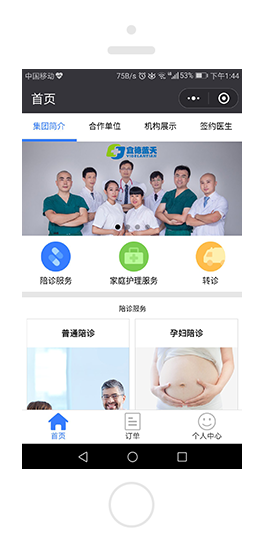 中国移动 75B/s 53% 下午1:44
首页
集团简介 合作单位 机构展示 签约医生
宜德蓝天
YIDELANTIAN
陪诊服务 家庭护理服务 转诊
陪诊服务
普通陪诊 孕妇陪诊
首页 订单 个人中心